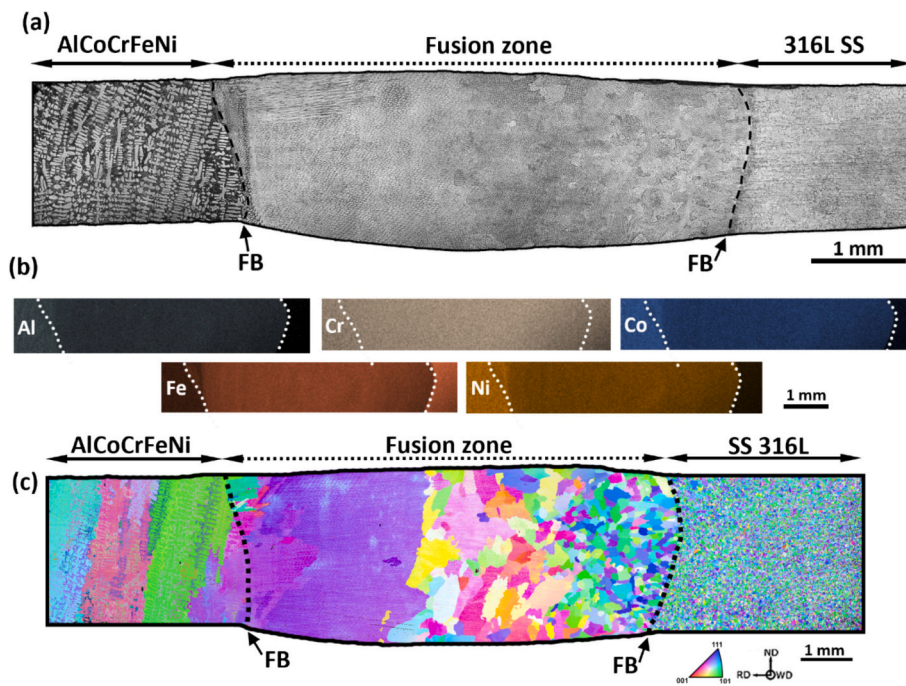 (a)
AlCoCrFeNi Fusion zone 316L SS
FB FB
1 mm
(b)
Al Cr Co
Fe Ni
1 mm
AlCoCrFeNi Fusion zone SS 316L
(c)
FB FB
111
001 101
ND
RD WD
1 mm